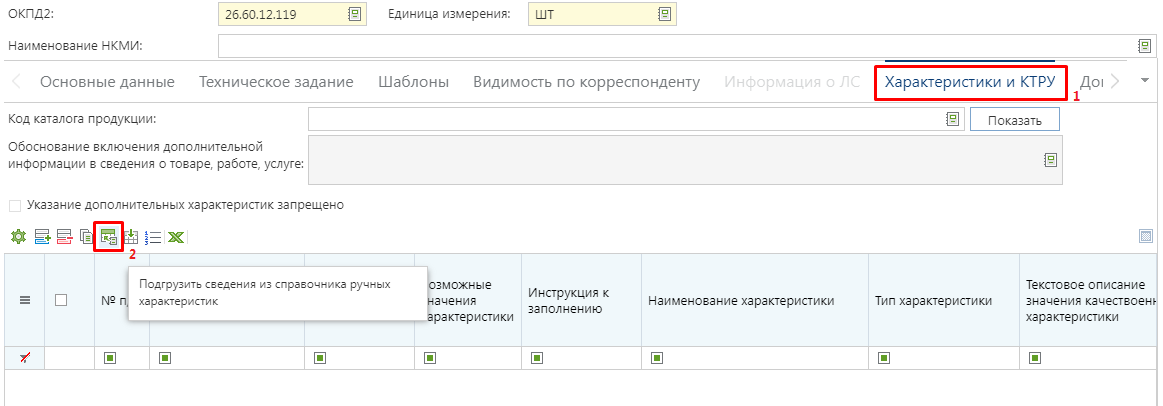 ОКПД2: 26.60.12.119 Единица измерения: ШТ
Наименование НКМИ:
Основные данные Техническое задание Шаблоны Видимость по корреспонденту Информация о ЛС Характеристики и КТРУ До
1
Код каталога продукции: Показать
Обоснование включения дополнительной
информации в сведения о товаре, работе, услуге:
Указание дополнительных характеристик запрещено
2
Подгрузить сведения из справочника ручных
характеристик
№ п
озможные
начения
арактеристики
Инструкция к
заполнению
Наименование характеристики
Тип характеристики
Текстовое описание
значения качествен
характеристики